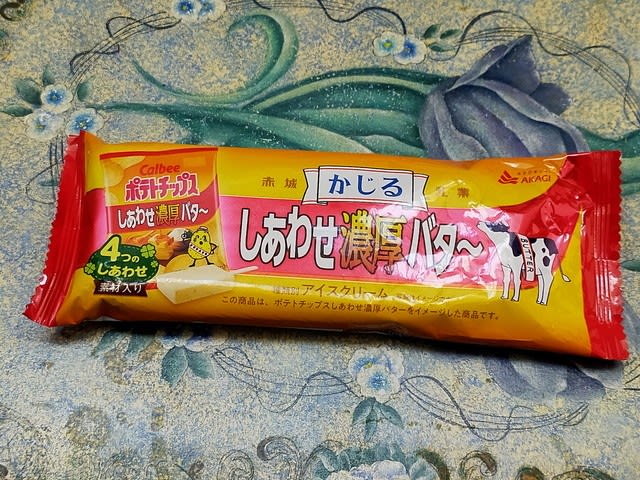 Calbee
ポテトチップス
しあわせ濃厚バタ〜
4つの
しあわせ
素材入り
赤城 かじる
しあわせ濃厚バタ〜
AKAGI
BUTTER
アイスクリーム
この商品は、ポテトチップスしあわせ濃厚バターをイメージした商品です。